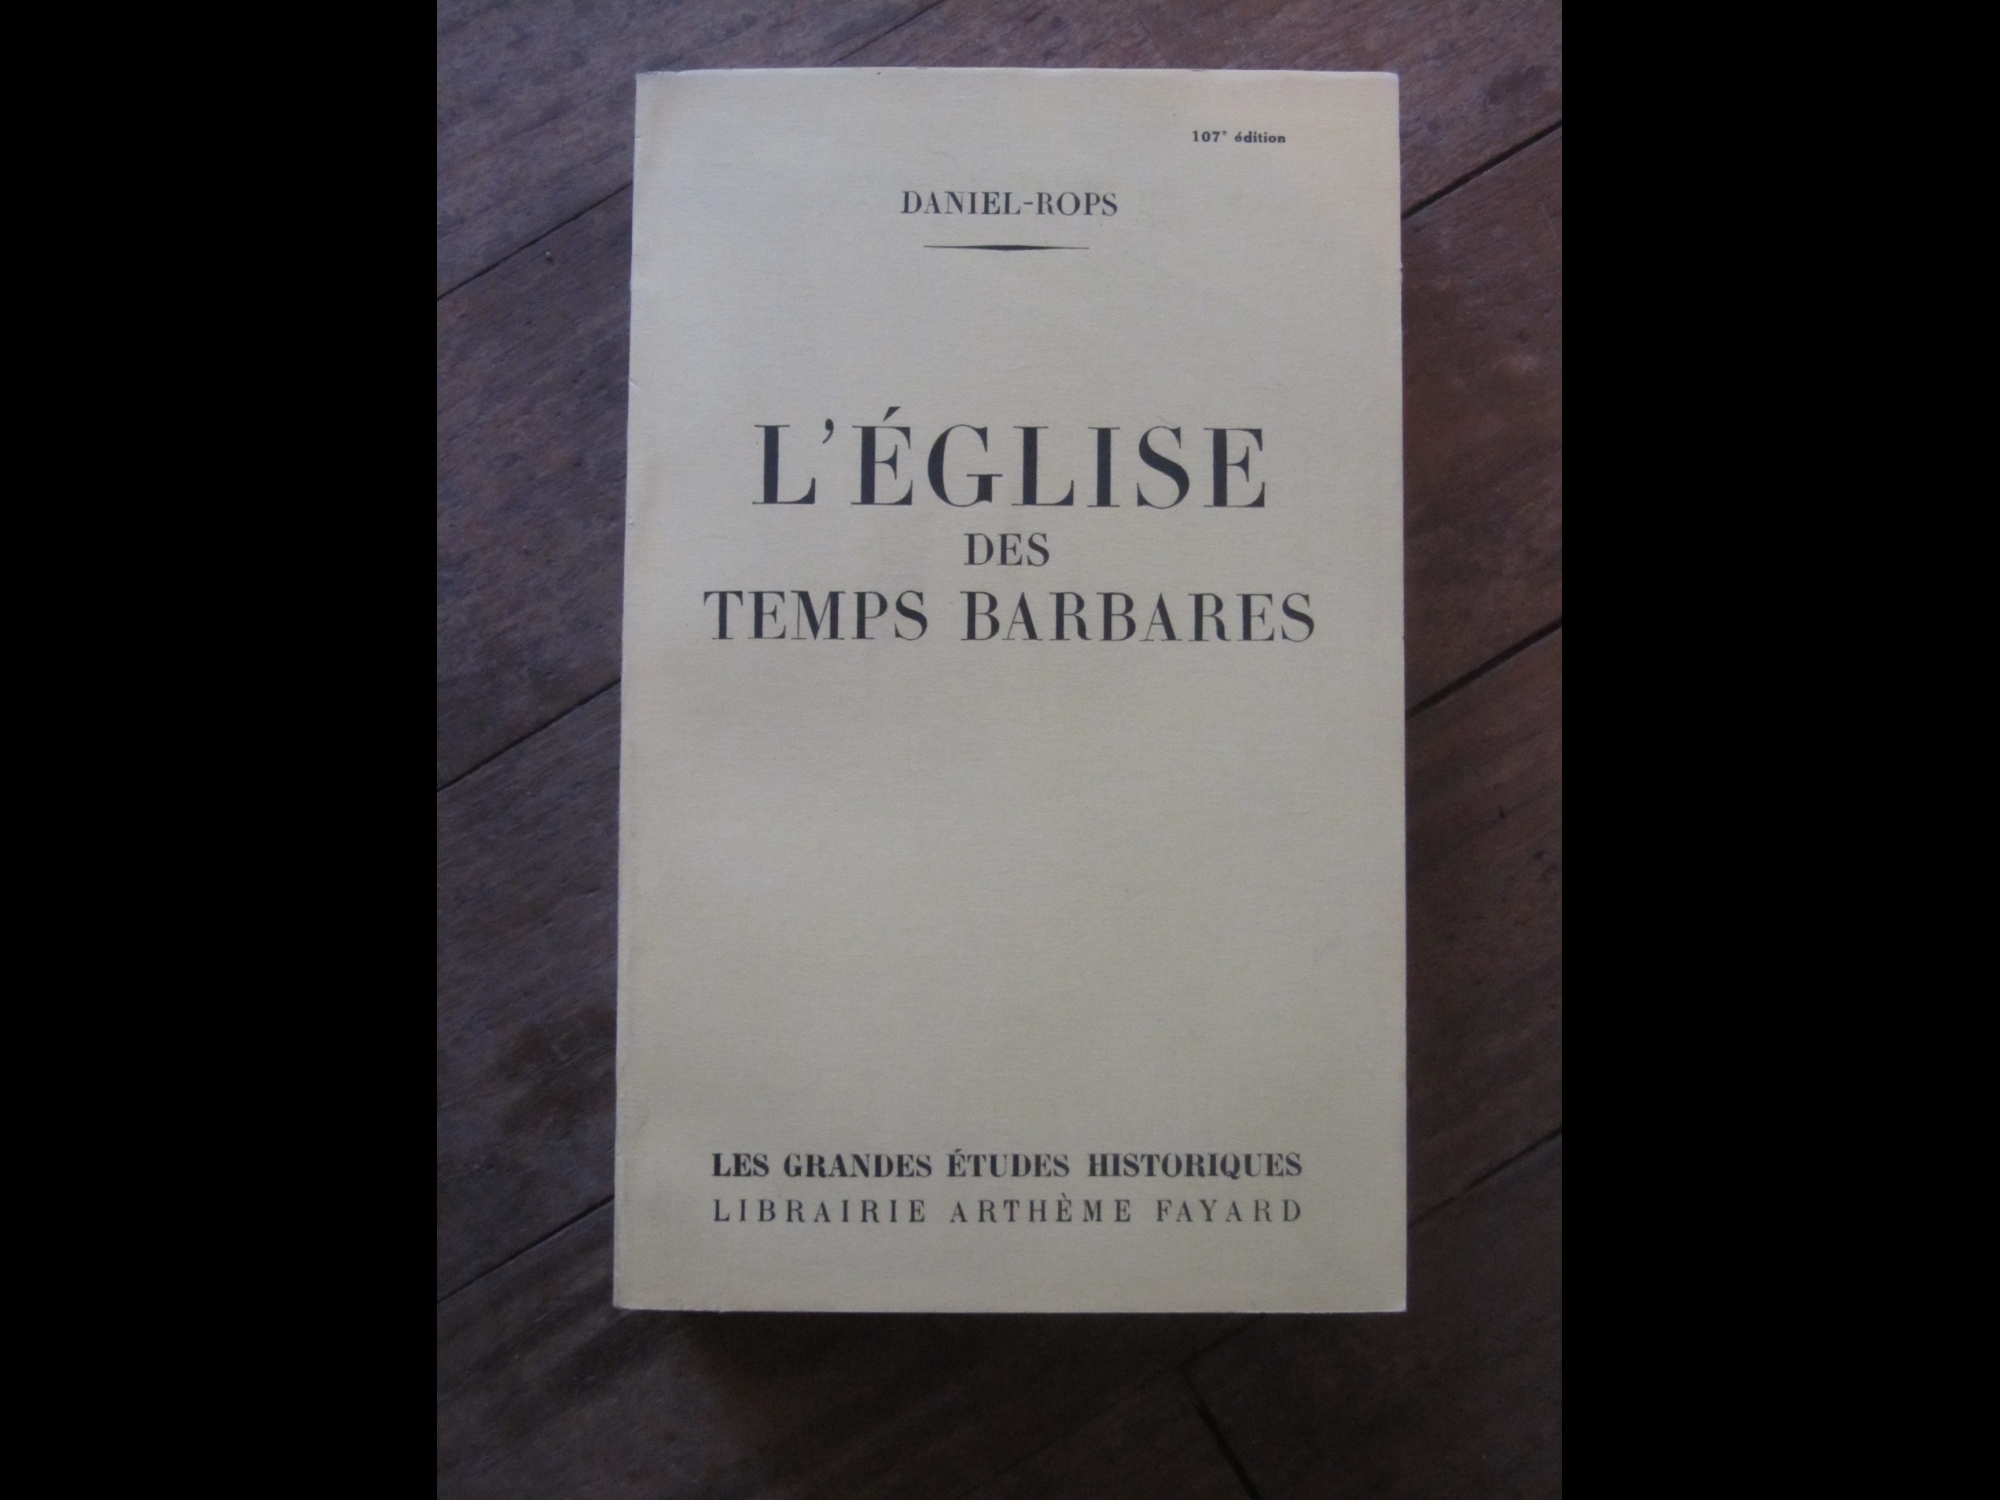 107e édition
DANIEL-ROPS
L'ÉGLISE
DES
TEMPS BARBARES
LES GRANDES ÉTUDES HISTORIQUES
LIBRAIRIE ARTHÈME FAYARD